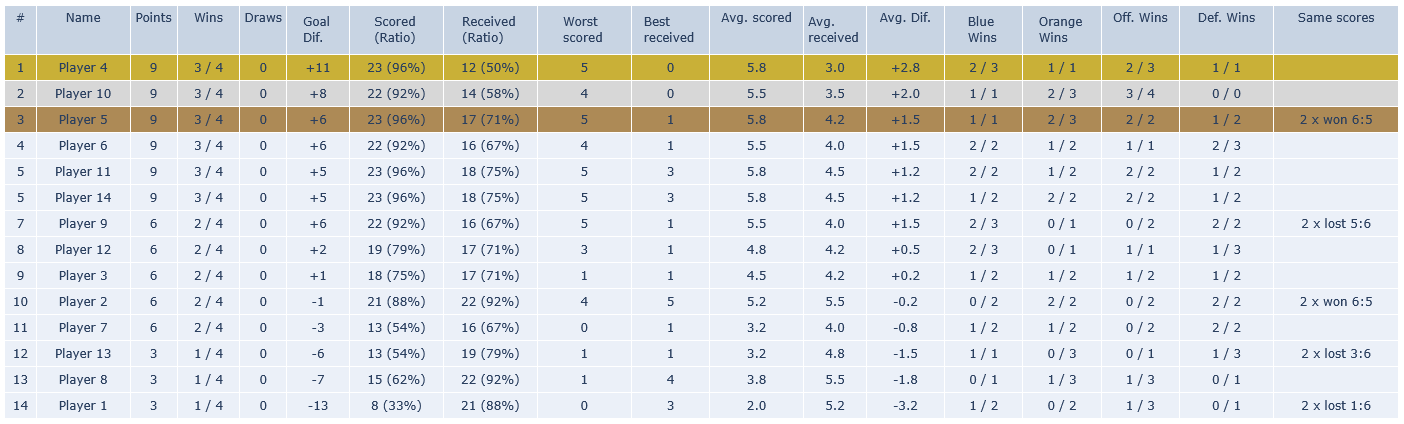 # Name Points Wins Draws Goal Dif. Scored (Ratio) Received (Ratio) Worst scored Best received Avg. scored Avg. received Avg. Dif. Blue Wins Orange Wins Off. Wins Def. Wins Same scores
1 Player 4 9 3 / 4 0 +11 23 (96%) 12 (50%) 5 0 5.8 3.0 +2.8 2 / 3 1 / 1 2 / 3 1 / 1
2 Player 10 9 3 / 4 0 +8 22 (92%) 14 (58%) 4 0 5.5 3.5 +2.0 1 / 1 2 / 3 3 / 4 0 / 0
3 Player 5 9 3 / 4 0 +6 23 (96%) 17 (71%) 5 1 5.8 4.2 +1.5 1 / 1 2 / 3 2 / 2 1 / 2 2 x won 6:5
4 Player 6 9 3 / 4 0 +6 22 (92%) 16 (67%) 4 1 5.5 4.0 +1.5 2 / 2 1 / 2 1 / 1 2 / 3
5 Player 11 9 3 / 4 0 +5 23 (96%) 18 (75%) 5 3 5.8 4.5 +1.2 2 / 2 1 / 2 2 / 2 1 / 2
5 Player 14 9 3 / 4 0 +5 23 (96%) 18 (75%) 5 3 5.8 4.5 +1.2 1 / 2 2 / 2 2 / 2 1 / 2
7 Player 9 6 2 / 4 0 +6 22 (92%) 16 (67%) 5 1 5.5 4.0 +1.5 2 / 3 0 / 1 0 / 2 2 / 2 2 x lost 5:6
8 Player 12 6 2 / 4 0 +2 19 (79%) 17 (71%) 3 1 4.8 4.2 +0.5 2 / 3 0 / 1 1 / 1 1 / 3
9 Player 3 6 2 / 4 0 +1 18 (75%) 17 (71%) 1 1 4.5 4.2 +0.2 1 / 2 1 / 2 1 / 2 1 / 2
10 Player 2 6 2 / 4 0 -1 21 (88%) 22 (92%) 4 5 5.2 5.5 -0.2 0 / 2 2 / 2 0 / 2 2 / 2 2 x won 6:5
11 Player 7 6 2 / 4 0 -3 13 (54%) 16 (67%) 0 1 3.2 4.0 -0.8 1 / 2 1 / 2 0 / 2 2 / 2
12 Player 13 3 1 / 4 0 -6 13 (54%) 19 (79%) 1 1 3.2 4.8 -1.5 1 / 1 0 / 3 0 / 1 1 / 3 2 x lost 3:6
13 Player 8 3 1 / 4 0 -7 15 (62%) 22 (92%) 1 4 3.8 5.5 -1.8 0 / 1 1 / 3 1 / 3 0 / 1
14 Player 1 3 1 / 4 0 -13 8 (33%) 21 (88%) 0 3 2.0 5.2 -3.2 1 / 2 0 / 2 1 / 3 0 / 1 2 x lost 1:6